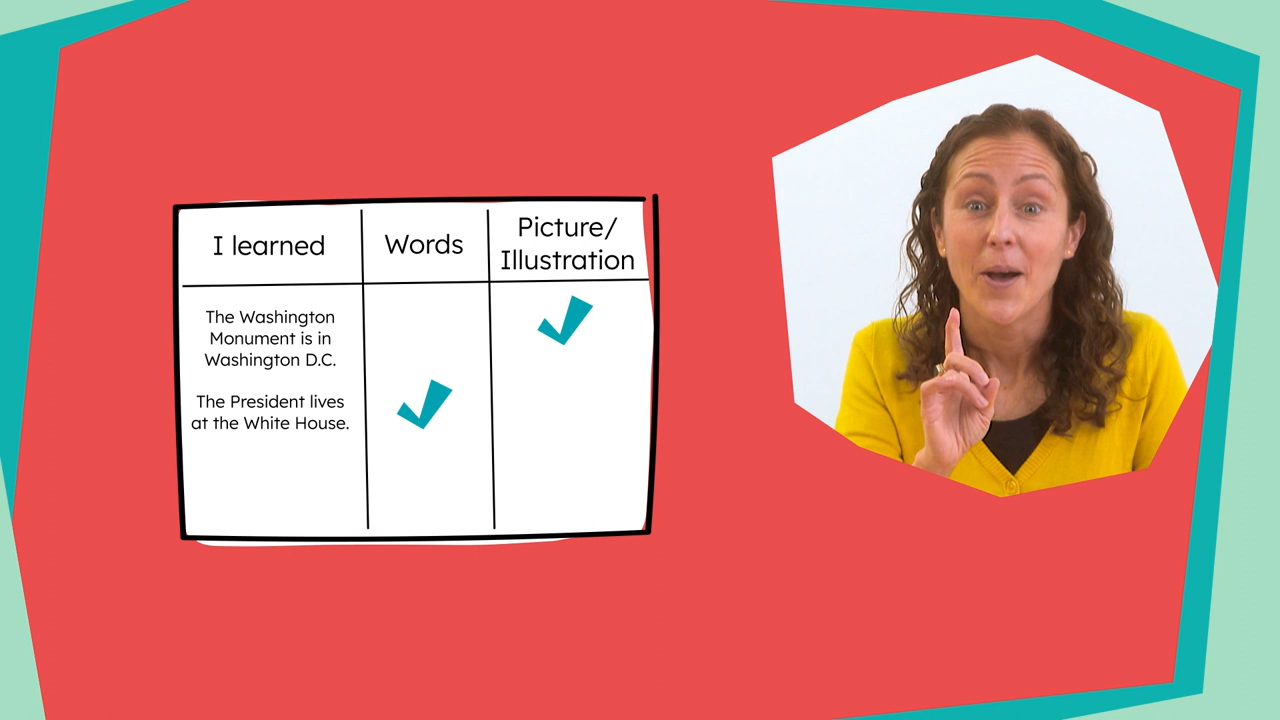 I learned
Words
Picture/
Illustration
The Washington
Monument is in
Washington D.C.
The President lives
at the White House.